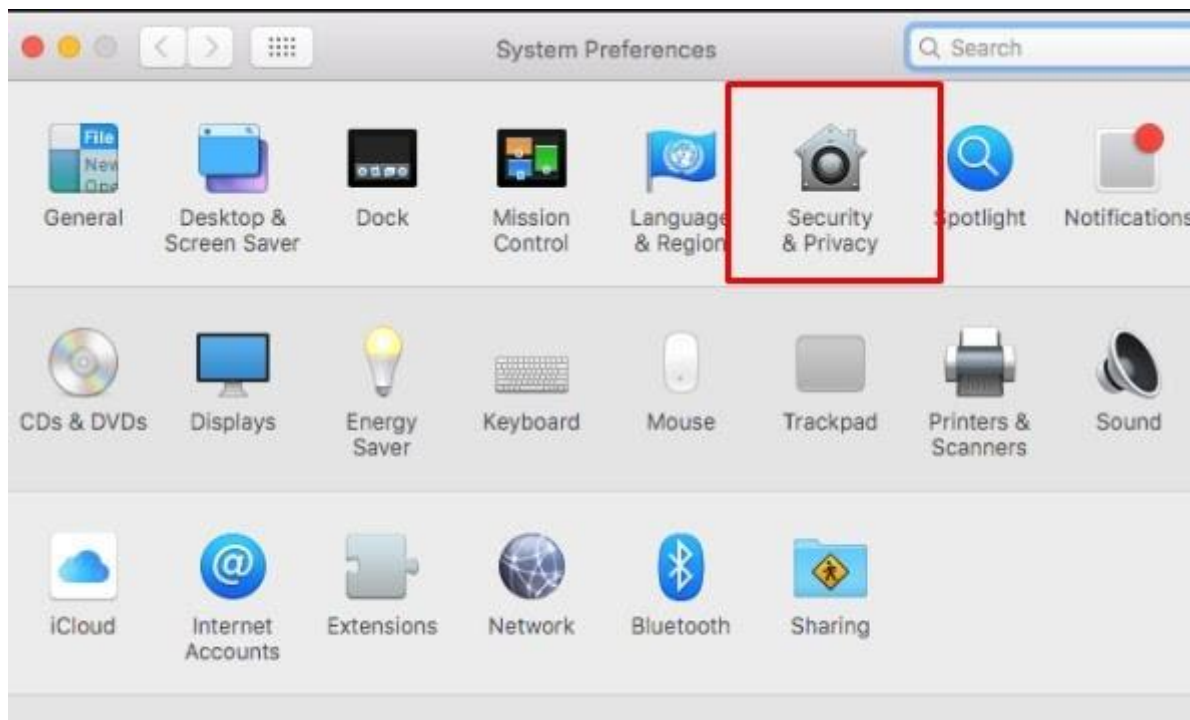 System Preferences
Search
File
New
Ope
General
Desktop &
Screen Saver
Dock
Mission
Control
Language
& Region
Security
& Privacy
Spotlight
Notifications
CDs & DVDs
Displays
Energy
Saver
Keyboard
Mouse
Trackpad
Printers &
Scanners
Sound
iCloud
@
Internet
Accounts
Extensions
Network
Bluetooth
Sharing